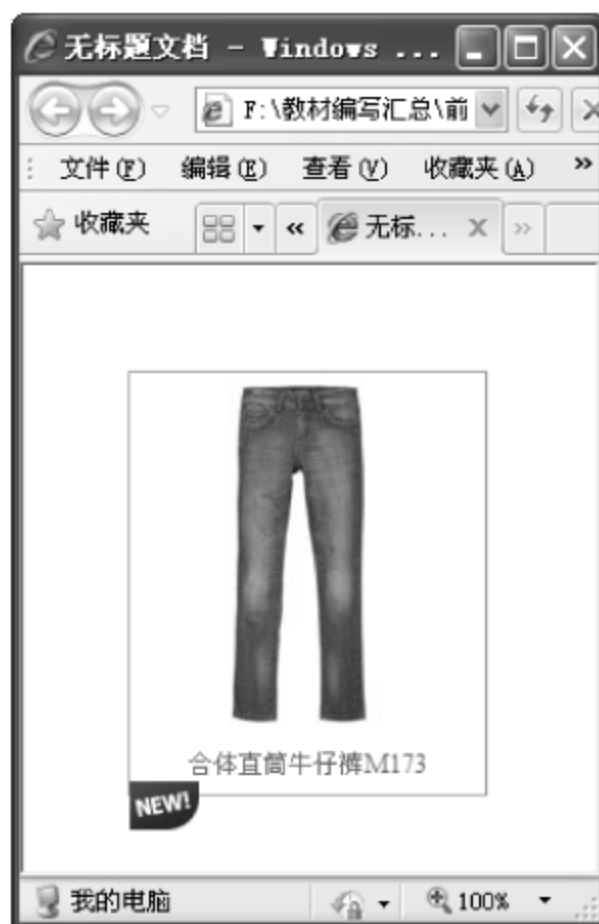 无标题文档 - Windows ...
F:\教材编写汇总\前
文件(F) 编辑(E) 查看(V) 收藏夹(A) »
收藏夹 « 无标... X »
合体直筒牛仔裤M173
NEW!
我的电脑 100%